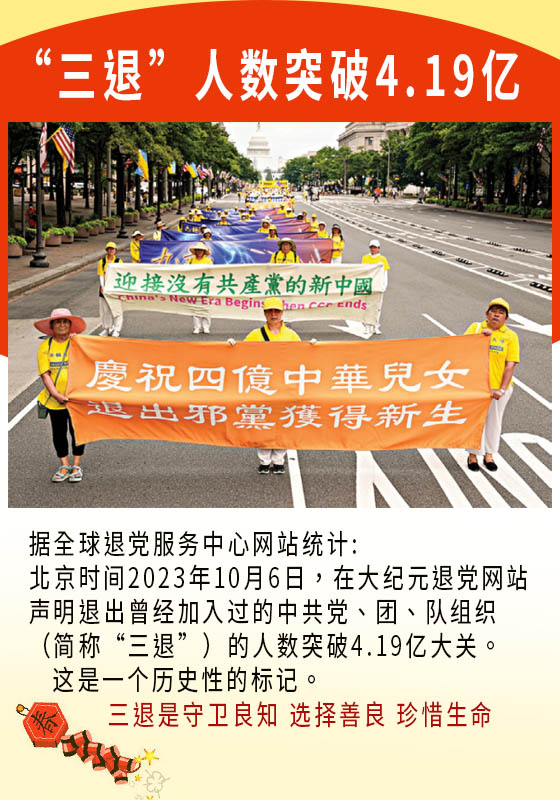 “三退”人数突破4.19亿
迎接沒有共產黨的新中國
China's New Era Begins When CCP Ends
慶祝四億中華兒女
退出邪黨獲得新生
据全球退党服务中心网站统计:
北京时间2023年10月6日，在大纪元退党网站
声明退出曾经加入过的中共党、团、队组织
（简称“三退”）的人数突破4.19亿大关。
这是一个历史性的标记。
三退是守卫良知 选择善良 珍惜生命
春